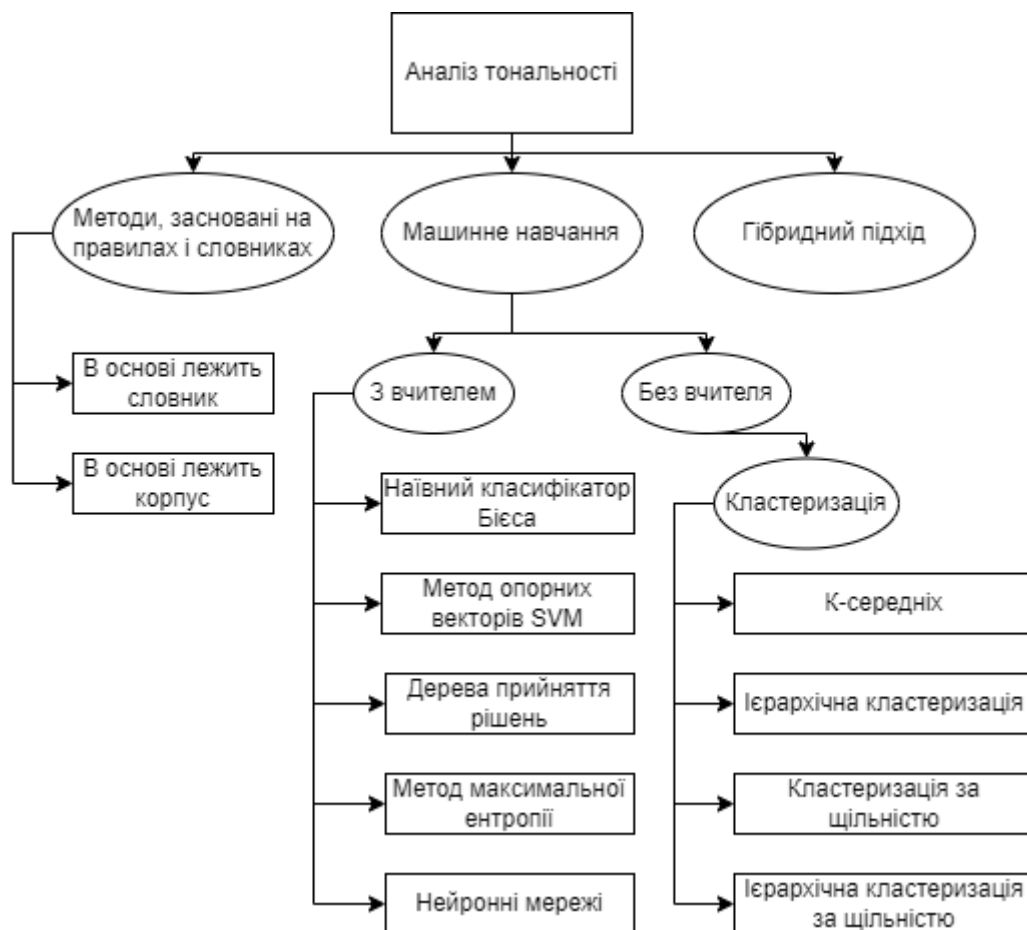 Аналіз тональності
Методи, засновані на
правилах і словниках
Машинне навчання
Гібридний підхід
В основі лежить
словник
В основі лежить
корпус
З вчителем
Без вчителя
Наївний класифікатор
Бієса
Метод опорних
векторів SVM
Дерева прийняття
рішень
Метод максимальної
ентропії
Нейронні мережі
Кластеризація
К-середніх
Ієрархічна кластеризація
Кластеризація за
щільністю
Ієрархічна кластеризація
за щільністю